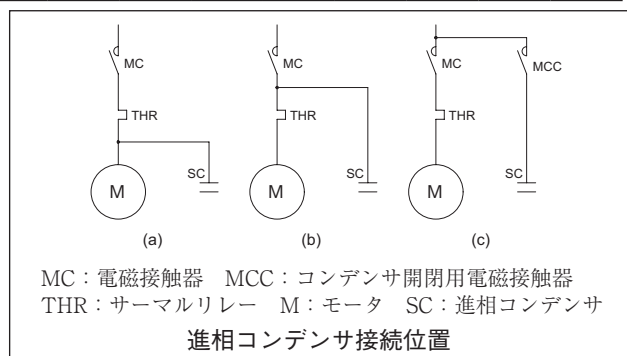 MC MC MC MCC
THR THR THR
SC SC SC
M M M
(a) (b) (c)
MC：電磁接触器 MCC：コンデンサ開閉用電磁接触器
THR：サーマルリレー M：モータ SC：進相コンデンサ
進相コンデンサ接続位置